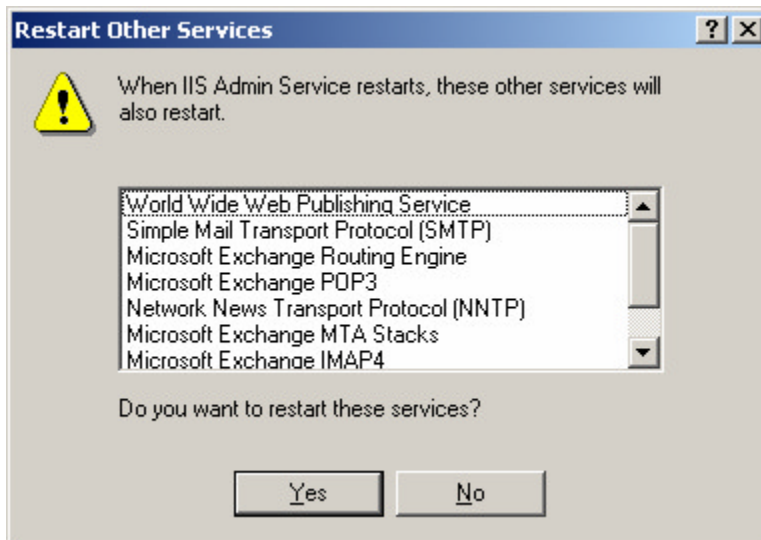 Restart Other Services
When IIS Admin Service restarts, these other services will
also restart.
World Wide Web Publishing Service
Simple Mail Transport Protocol (SMTP)
Microsoft Exchange Routing Engine
Microsoft Exchange POP3
Network News Transport Protocol (NNTP)
Microsoft Exchange MTA Stacks
Microsoft Exchange IMAP4
Do you want to restart these services?
Yes No